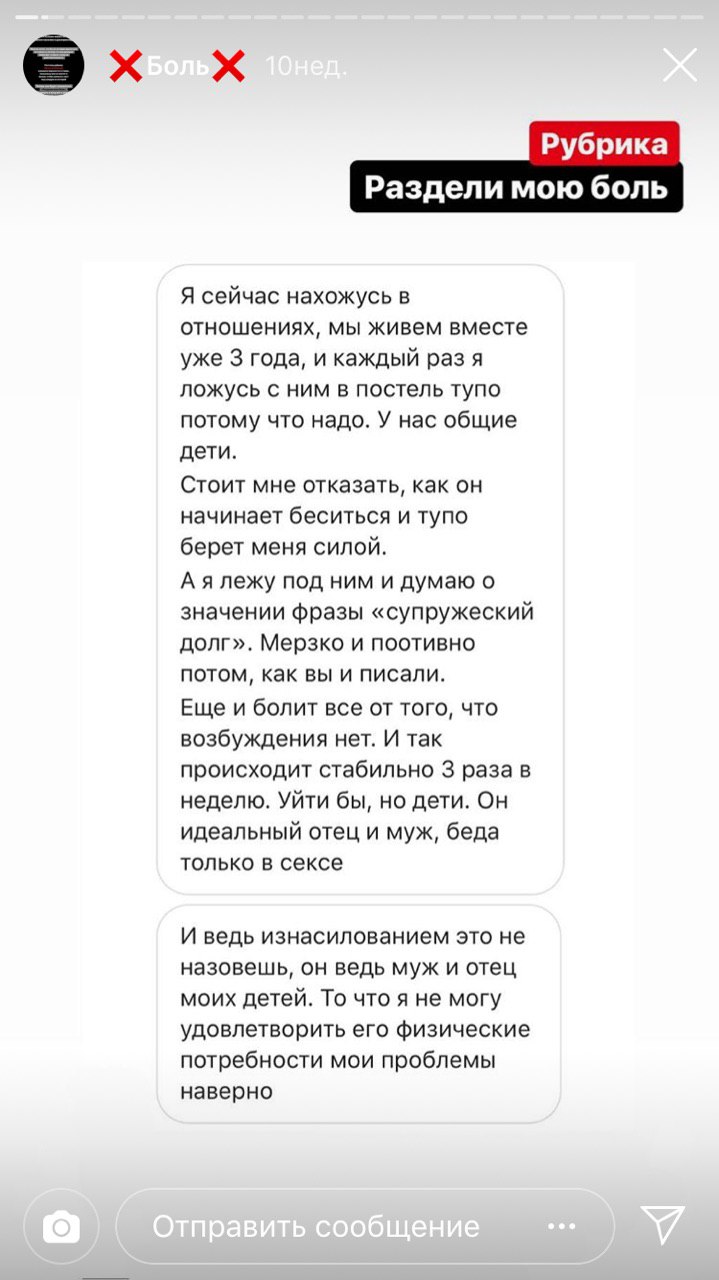 ❌Боль❌ 10нед.
Рубрика
Раздели мою боль
Я сейчас нахожусь в
отношениях, мы живем вместе
уже 3 года, и каждый раз я
ложусь с ним в постель тупо
потому что надо. У нас общие
дети.
Стоит мне отказать, как он
начинает беситься и тупо
берет меня силой.
А я лежу под ним и думаю о
значении фразы «супружеский
долг». Мерзко и поотивно
потом, как вы и писали.
Еще и болит все от того, что
возбуждения нет. И так
происходит стабильно 3 раза в
неделю. Уйти бы, но дети. Он
идеальный отец и муж, беда
только в сексе
И ведь изнасилованием это не
назовешь, он ведь муж и отец
моих детей. То что я не могу
удовлетворить его физические
потребности мои проблемы
наверно
Отправить сообщение